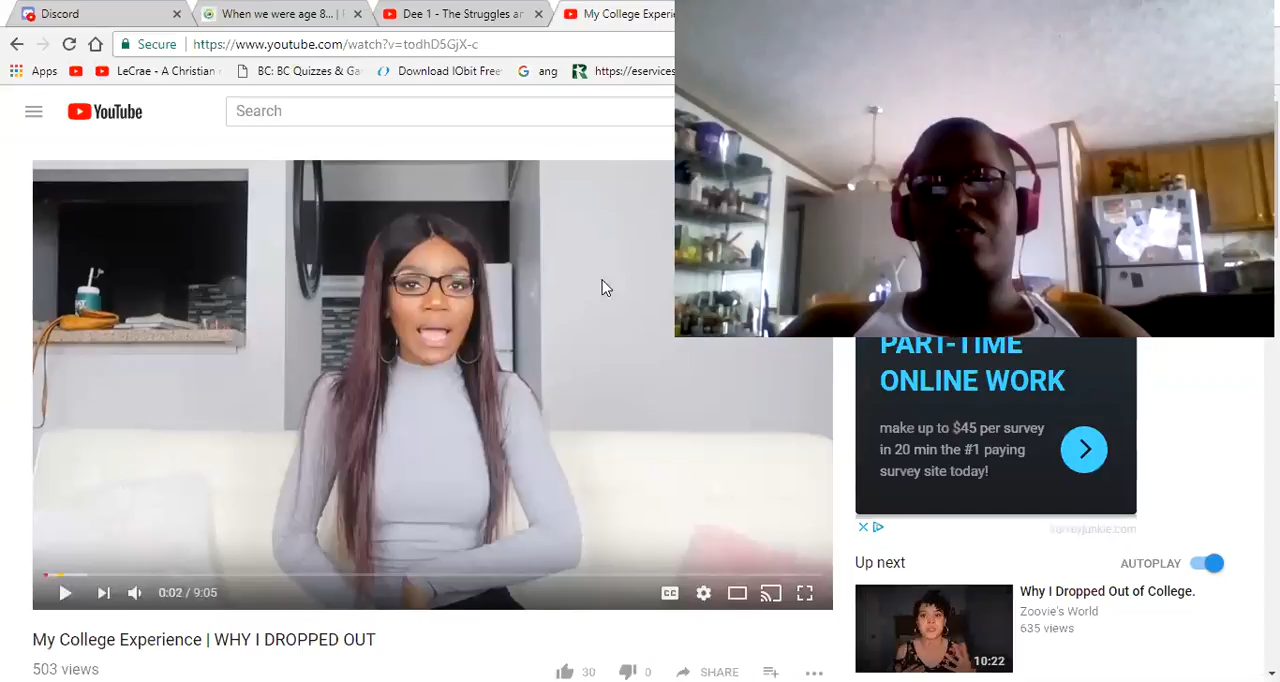 Discord
When we were age 8... |
Dee 1 - The Struggles ar
My College Experi
Secure
https://www.youtube.com/watch?v=todhD5GjX-c
Apps
LeCrae - A Christian
BC: BC Quizzes & Ga
Download IObit Free
ang
https://eservices
YouTube
Search
PART-TIME
ONLINE WORK
make up to $45 per survey
in 20 min the #1 paying
survey site today!
surveyjunkie.com
0:02 / 9:05
CC
Up next
AUTOPLAY
Why I Dropped Out of College.
Zoovie's World
635 views
10:22
My College Experience | WHY I DROPPED OUT
503 views
30
0
SHARE